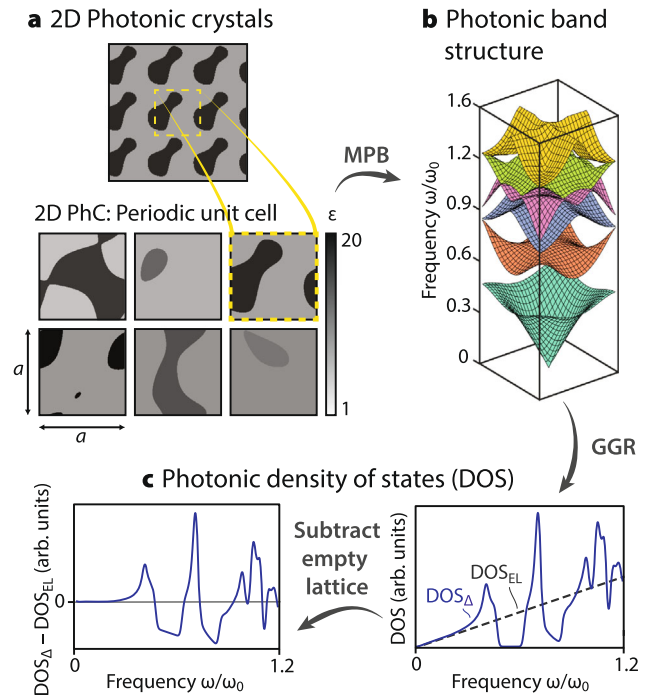 a 2D Photonic crystals
2D PhC: Periodic unit cell
ε
20
1
a
a
MPB
b Photonic band
structure
Frequency ω/ω0
1.6
1.2
0.9
0.6
0.3
0
GGR
c Photonic density of states (DOS)
DOSΔ − DOSEL (arb. units)
0
0
1.2
Frequency ω/ω0
Subtract
empty
lattice
DOS (arb. units)
DOSΔ
DOSEL
0
1.2
Frequency ω/ω0